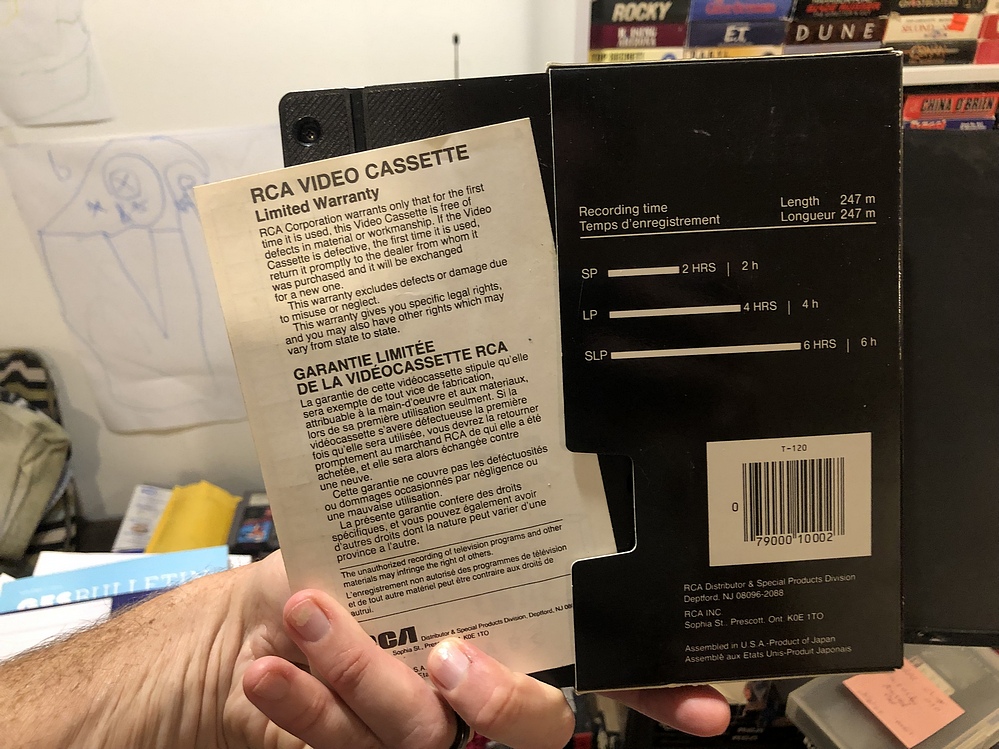 ROCKY
E.T.
DUNE
TOP SECRET!
CHINA O'BRIEN
RCA VIDEO CASSETTE
Limited Warranty
RCA Corporation warrants only that for the first
time it is used, this Video Cassette is free of
defects in material or workmanship. If the Video
Cassette is defective, the first time it is used,
return it promptly to the dealer from whom it
was purchased and it will be exchanged
for a new one.
This warranty excludes defects or damage due
to misuse or neglect.
This warranty gives you specific legal rights,
and you may also have other rights which may
vary from state to state.
GARANTIE LIMITÉE
DE LA VIDÉOCASSETTE RCA
La garantie de cette vidéocassette stipule qu'elle
sera exempte de tout vice de fabrication,
attribuable à la main-d'oeuvre et aux materiaux,
lors de sa première utilisation seulment. Si la
vidéocassette s'avere défectueuse la première
fois qu'elle sera utilisée, vous devrez la retourner
promptement au marchand RCA de qui elle a été
achetée, et elle sera alors échangée contre
une neuve.
Cette garantie ne couvre pas les deféctuosités
ou dommages occasionnés par négligence ou
une mauvaise utilisation.
La présente garantie confere des droits
spécifiques, et vous pouvez également avoir
d'autres droits dont la nature peut varier d'une
province a l'autre.
The unauthorized recording of television programs and other
materials may infringe the right of others.
L'enregistrement non autorisé des programmes de télévision
et de tout autre matériel peut être contraire aux droits de
autrui.
RCA Distributor & Special Products Division, Deptford, NJ
Sophia St., K0E 1TO
Recording time Length 247 m
Temps d'enregistrement Longueur 247 m
SP 2 HRS | 2 h
LP 4 HRS | 4 h
SLP 6 HRS | 6 h
T-120
0 79000 10002
RCA Distributor & Special Products Division
Deptford, NJ 08096-2088
RCA INC
Sophia St., Prescott, Ont. K0E 1TO
Assembled in U.S.A.-Product of Japan
Assemblé aux Etats Unis-Produit Japonais
BULLETIN